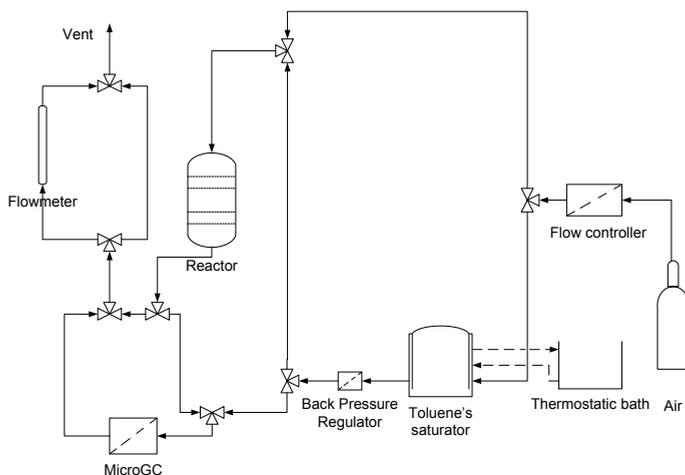 Vent
Flowmeter
Reactor
Flow controller
Back Pressure
Regulator
Toluene's
saturator
Thermostatic bath
Air
MicroGC